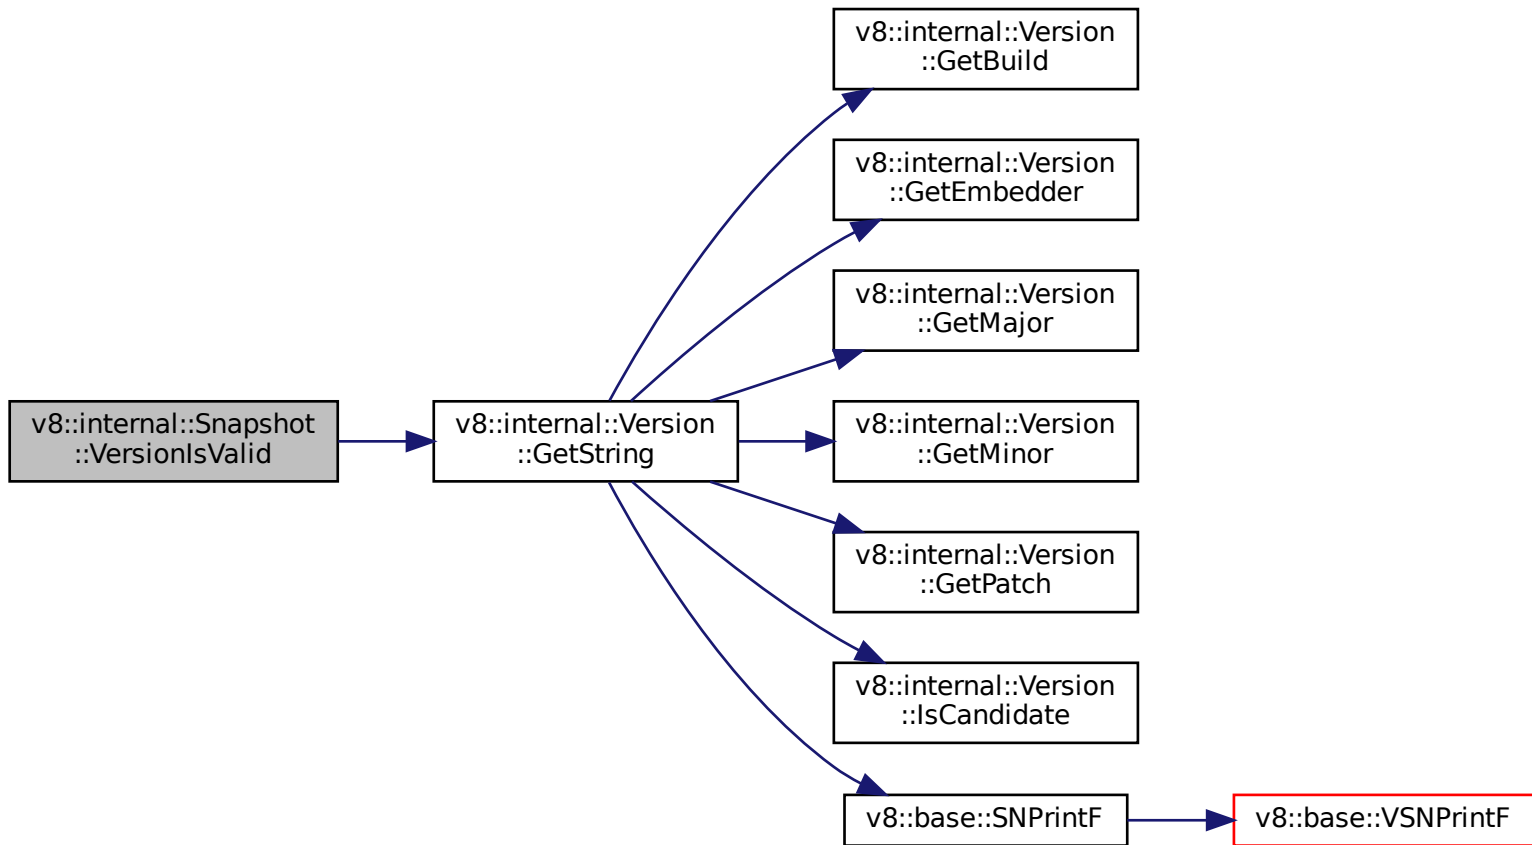 v8::internal::Version
::GetBuild
v8::internal::Version
::GetEmbedder
v8::internal::Version
::GetMajor
v8::internal::Snapshot
::VersionIsValid
v8::internal::Version
::GetString
v8::internal::Version
::GetMinor
v8::internal::Version
::GetPatch
v8::internal::Version
::IsCandidate
v8::base::SNPrintF
v8::base::VSNPrintF